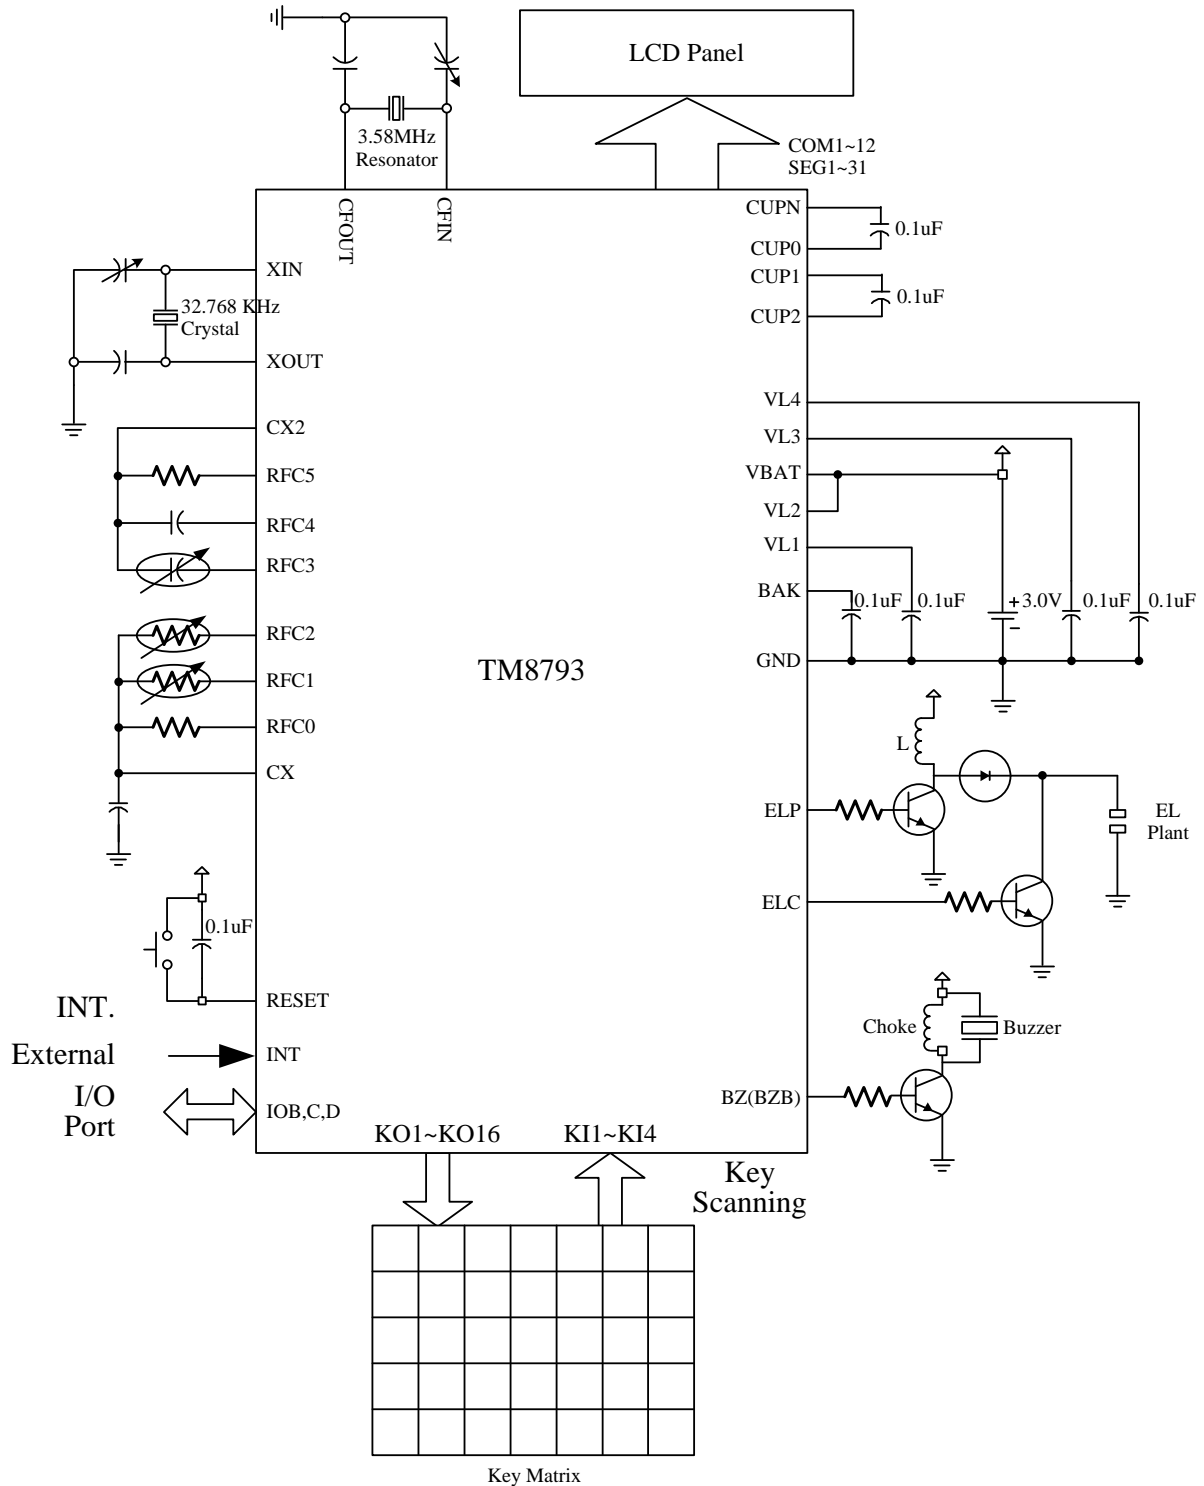 LCD Panel
3.58MHz
Resonator
COM1~12
SEG1~31
CFOUT
CFIN
CUPN
0.1uF
CUP0
XIN
CUP1
0.1uF
32.768 KHz
Crystal
CUP2
XOUT
VL4
CX2
VL3
RFC5
VBAT
VL2
RFC4
VL1
RFC3
BAK
0.1uF
0.1uF
+ 3.0V
−
0.1uF
0.1uF
RFC2
GND
TM8793
RFC1
RFC0
L
CX
ELP
EL
Plant
ELC
0.1uF
RESET
INT.
External
INT
Choke
Buzzer
I/O
Port
IOB,C,D
BZ(BZB)
KO1~KO16
KI1~KI4
Key
Scanning
Key Matrix